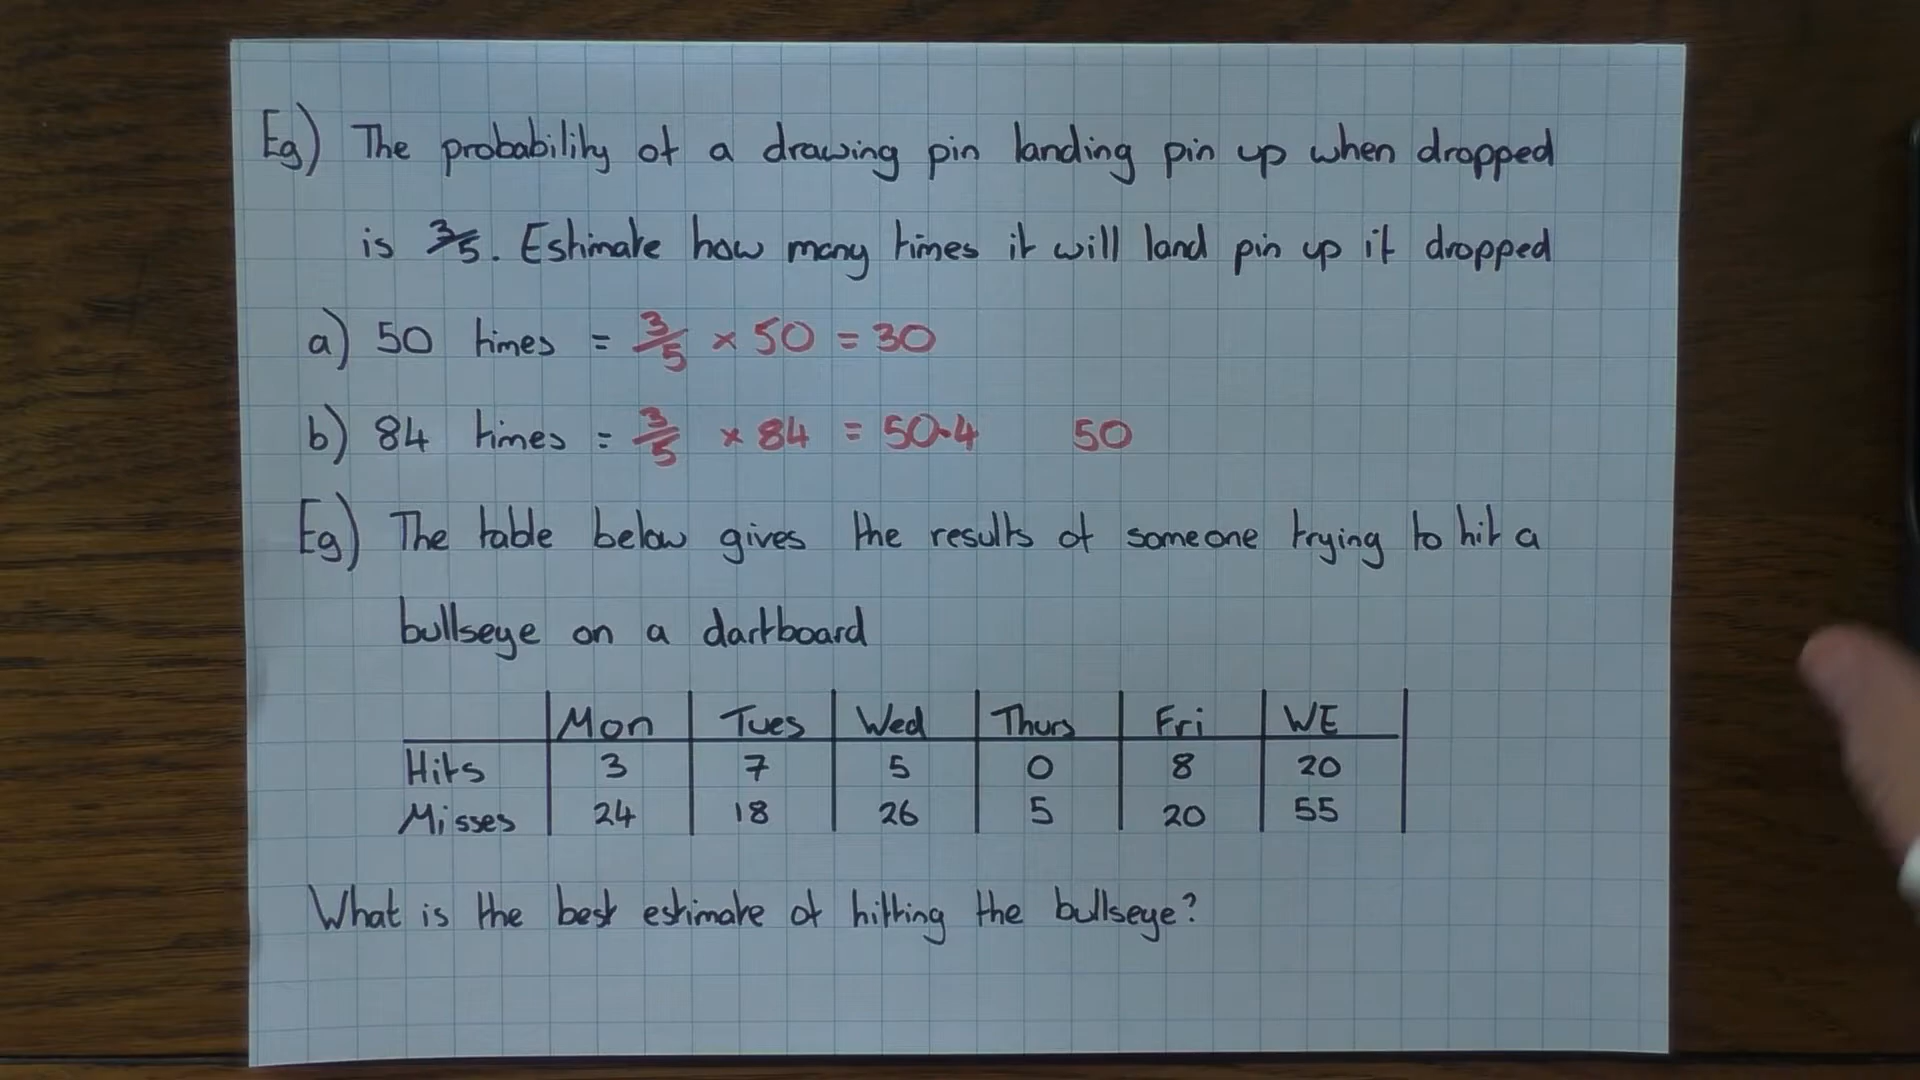 Eg) The probability of a drawing pin landing pin up when dropped
is 3/5. Estimate how many times it will land pin up if dropped
a) 50 times = 3/5 × 50 = 30
b) 84 times = 3/5 × 84 = 50.4 50
Eg) The table below gives the results of someone trying to hit a
bullseye on a dartboard
Mon Tues Wed Thurs Fri WE
Hits 3 7 5 0 8 20
Misses 24 18 26 5 20 55
What is the best estimate of hitting the bullseye?